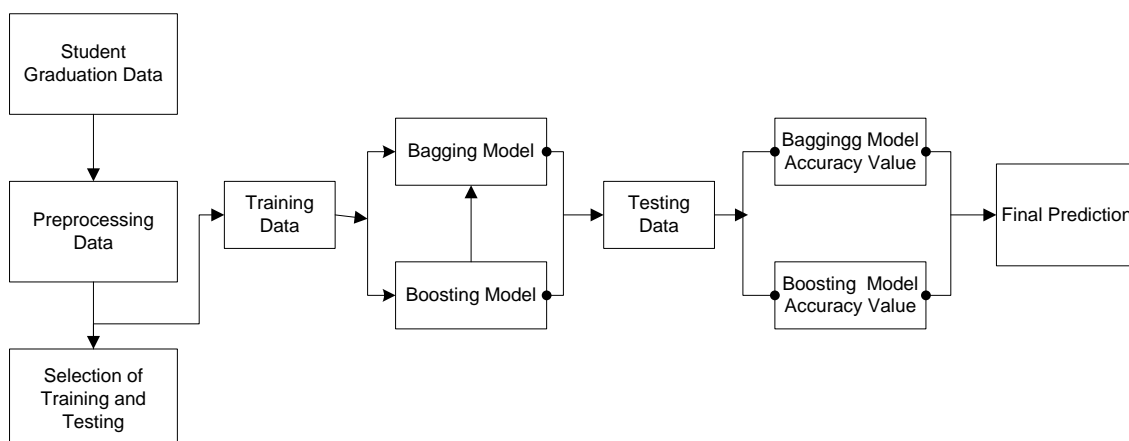 Student
Graduation Data
Preprocessing
Data
Selection of
Training and
Testing
Training
Data
Bagging Model
Boosting Model
Testing
Data
Baggingg Model
Accuracy Value
Boosting Model
Accuracy Value
Final Prediction